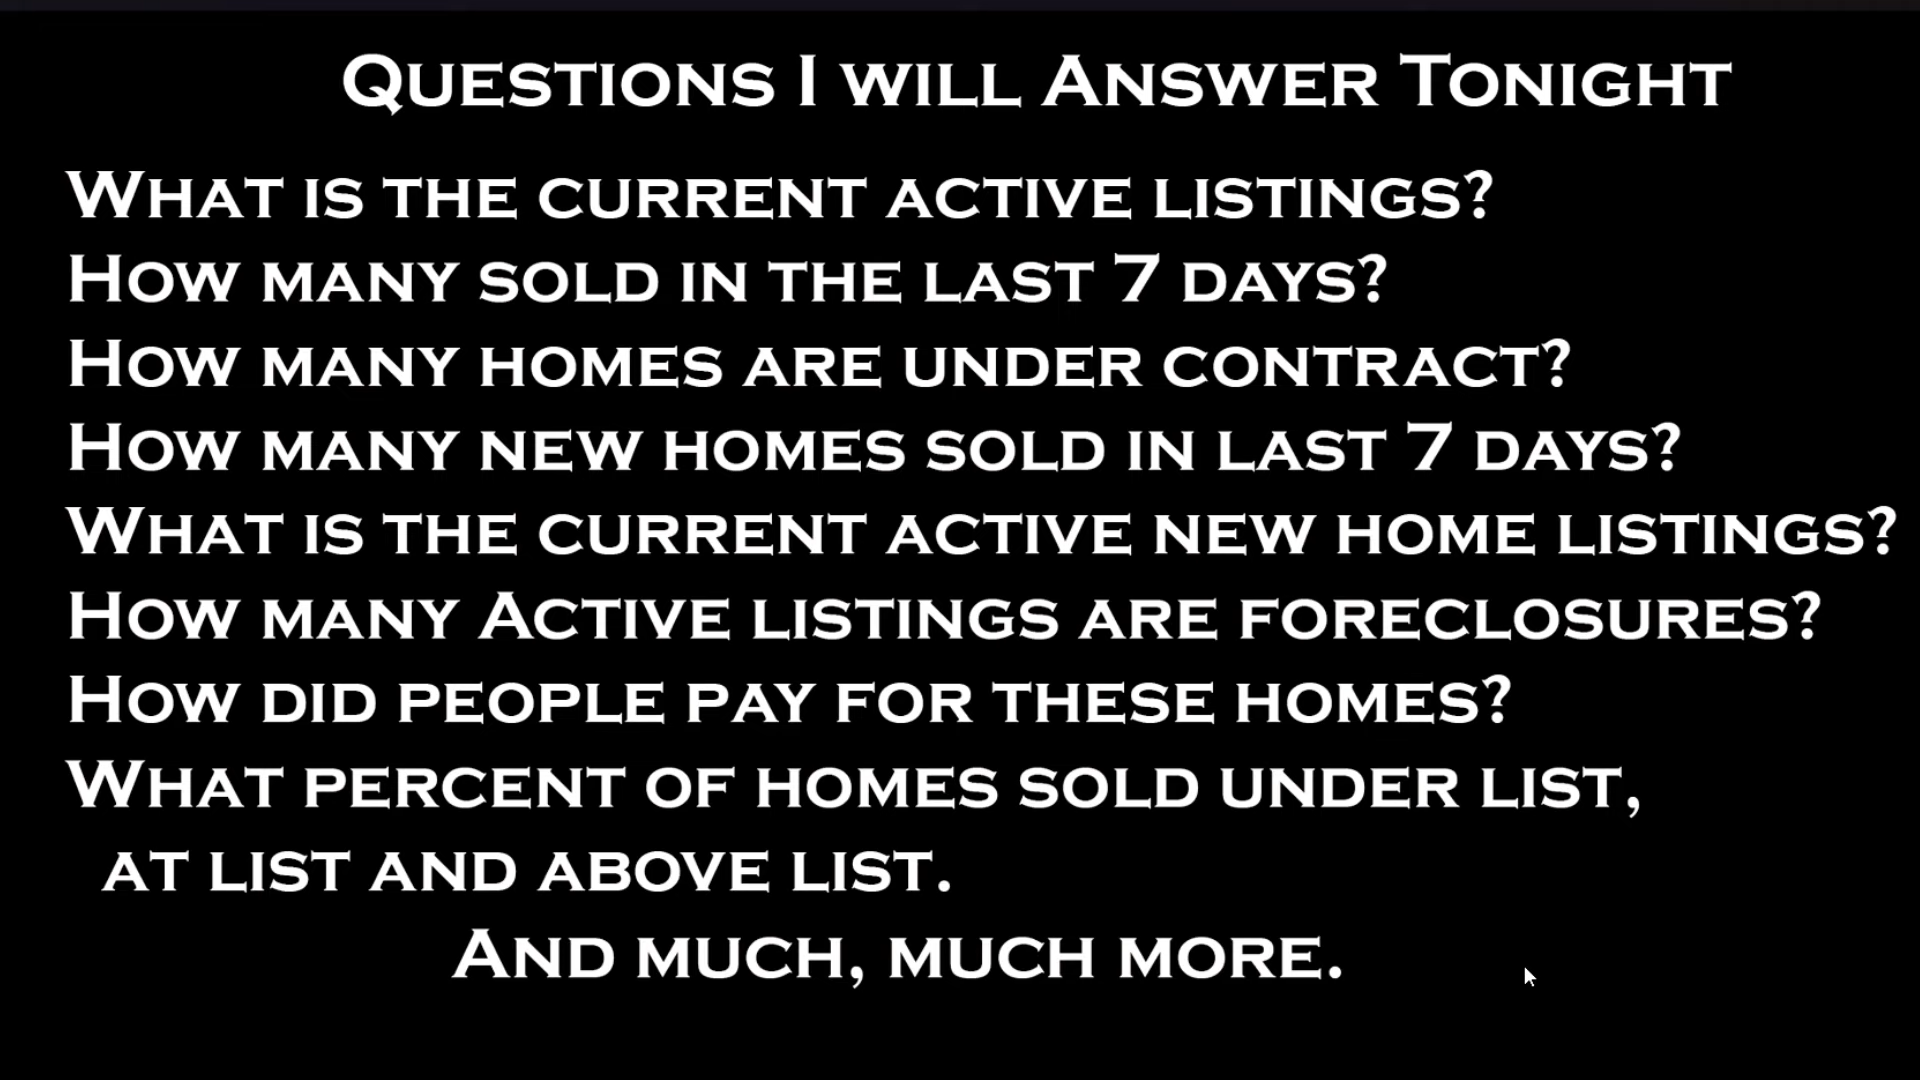 Questions I will Answer Tonight
What is the current active listings?
How many sold in the last 7 days?
How many homes are under contract?
How many new homes sold in last 7 days?
What is the current active new home listings?
How many Active listings are foreclosures?
How did people pay for these homes?
What percent of homes sold under list,
at list and above list.
And much, much more.